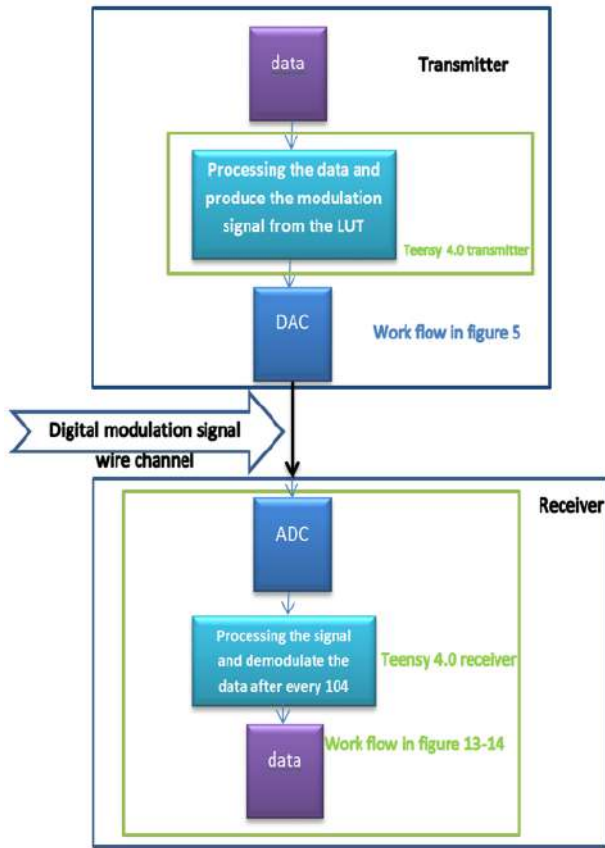 data
Transmitter
Processing the data and
produce the modulation
signal from the LUT
Teensy 4.0 transmitter
DAC
Work flow in figure 5
Digital modulation signal
wire channel
Receiver
ADC
Processing the signal
and demodulate the
data after every 104
Teensy 4.0 receiver
Work flow in figure 13-14
data